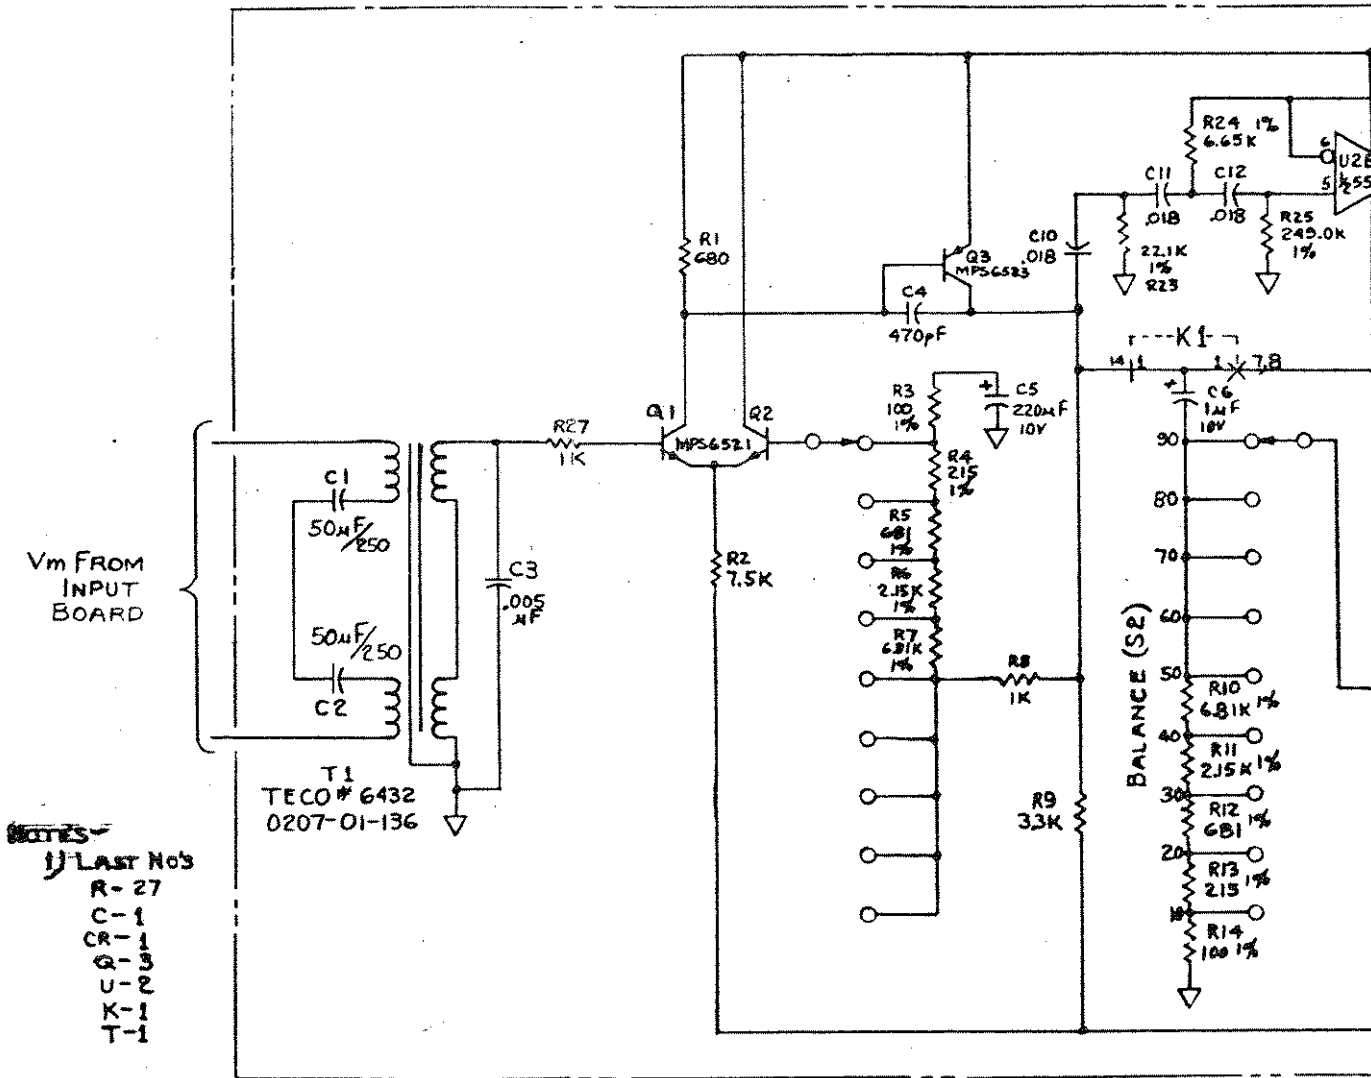 R24 1%
6.65K
6
U2B
5
½55
C11
.018
C12
.018
R25
249.0K
1%
22.1K
1%
R23
C10
.018
R1
680
Q3
MPS6523
C4
470pF
K1
14
1
1
7,8
R3
100
1%
+
C5
220µF
10V
+
C6
1µF
10V
Q1
Q2
MPS6521
R27
1K
R4
215
1%
R5
681
1%
R6
2.15K
1%
R7
6.81K
1%
R8
1K
R2
7.5K
C1
50µF/250
C3
.005
µF
Vm FROM
INPUT
BOARD
50µF/250
C2
T1
TECO # 6432
0207-01-136
R9
3.3K
BALANCE (S2)
90
80
70
60
50
R10
6.81K 1%
40
R11
2.15K 1%
30
R12
681 1%
20
R13
215 1%
10
R14
100 1%
NOTES-
1) LAST No's
R-27
C-1
CR-1
Q-3
U-2
K-1
T-1